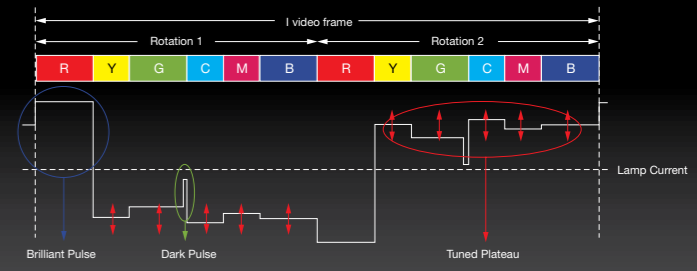 I video frame
Rotation 1 Rotation 2
R Y G C M B R Y G C M B
Lamp Current
Brilliant Pulse Dark Pulse Tuned Plateau